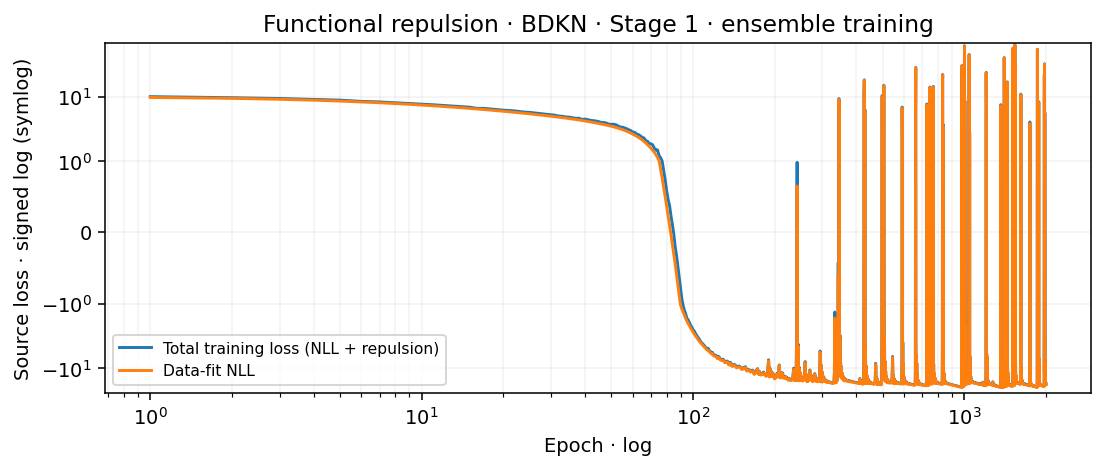 Functional repulsion · BDKN · Stage 1 · ensemble training
Source loss · signed log (symlog)
10¹
10⁰
0
−10⁰
−10¹
Total training loss (NLL + repulsion)
Data-fit NLL
10⁰
10¹
10²
10³
Epoch · log